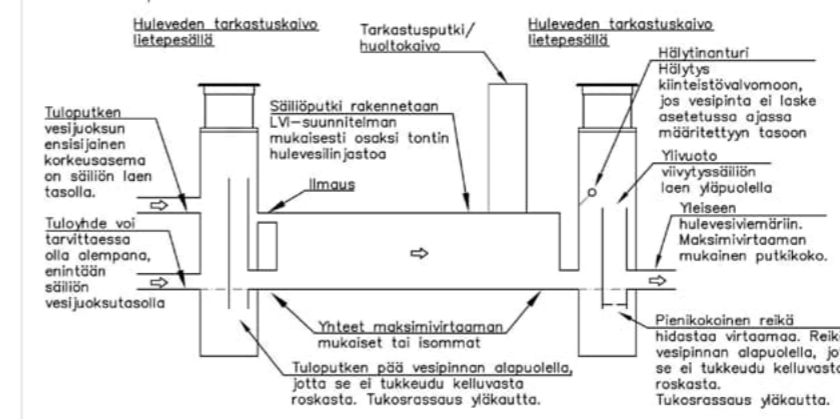 Huleveden tarkastuskaivo
lietepesällä
Tarkastusputki/
huoltokaivo
Huleveden tarkastuskaivo
lietepesällä
Hälytinanturi
Hälytys
kiinteistövalvomoon,
jos vesipinta ei laske
asetetussa ajassa
määritettyyn tasoon
Tuloputken
vesijuoksun
ensisijainen
korkeusasema
on säiliön laen
tasolla.
Säiliöputki rakennetaan
LVI-suunnitelman
mukaisesti osaksi tontin
hulevesilinjastoa
Ilmaus
Ylivuoto
viivytyssäiliön
laen yläpuolella
Tuloyhde voi
tarvittaessa
olla alempana,
enintään
säiliön
vesijuoksutasolla
Yleiseen
hulevesiviemäriin.
Maksimivirtaaman
mukainen putkikoko.
Yhteet maksimivirtaaman
mukaiset tai isommat
Tuloputken pää vesipinnan alapuolella,
jotta se ei tukkeudu kelluvasta
roskasta. Tukosrassaus yläkautta.
Pienikokoinen reikä
hidastaa virtaamaa. Reik
vesipinnan alapuolella, jo
se ei tukkeudu kelluvast
roskasta.
Tukosrassaus yläkautta.